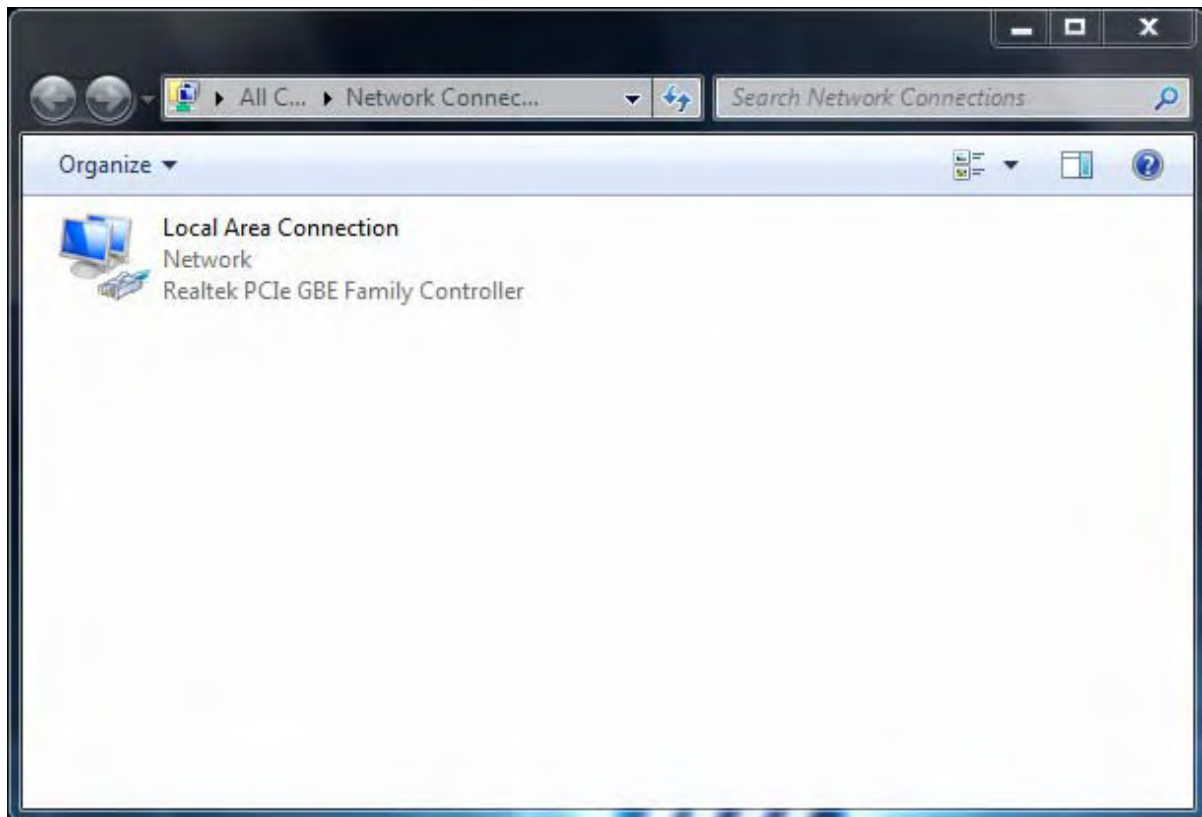 All C... Network Connec...
Search Network Connections
Organize
Local Area Connection
Network
Realtek PCIe GBE Family Controller